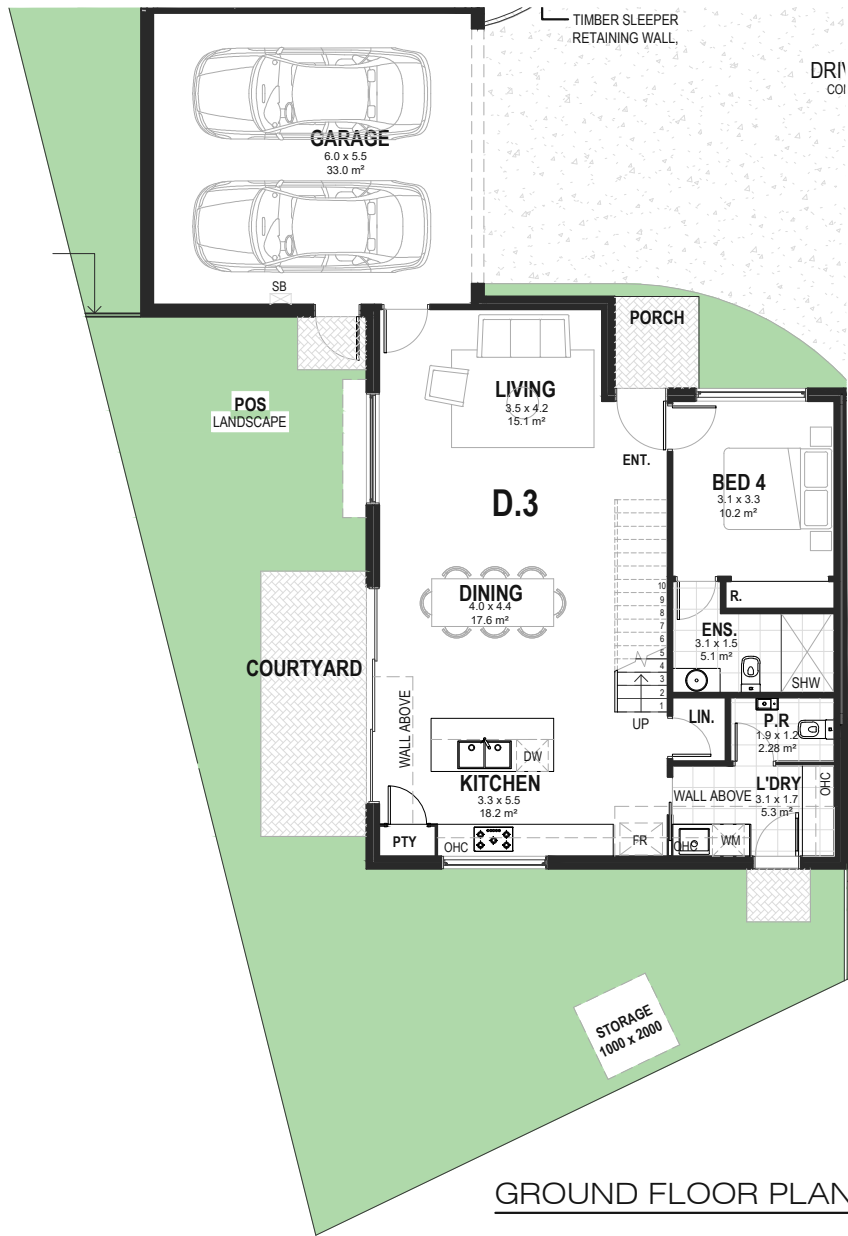 TIMBER SLEEPER
RETAINING WALL,
GARAGE
6.0 x 5.5
33.0 m²
SB
PORCH
LIVING
3.5 x 4.2
15.1 m²
POS
LANDSCAPE
ENT.
BED 4
3.1 x 3.3
10.2 m²
D.3
DINING
4.0 x 4.4
17.6 m²
10
9
8
7
6
5
4
3
2
1
UP
R.
ENS.
3.1 x 1.5
5.1 m²
SHW
COURTYARD
WALL ABOVE
LIN.
P.R
1.9 x 1.2
2.28 m²
DW
KITCHEN
3.3 x 5.5
18.2 m²
WALL ABOVE
L'DRY
3.1 x 1.7
5.3 m²
OHC
PTY
OHC
FR
OHC
WM
STORAGE
1000 x 2000
GROUND FLOOR PLAN